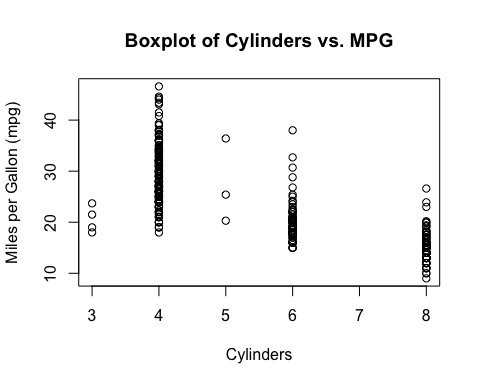 Boxplot of Cylinders vs. MPG
Miles per Gallon (mpg)
40
30
20
10
3 4 5 6 7 8
Cylinders